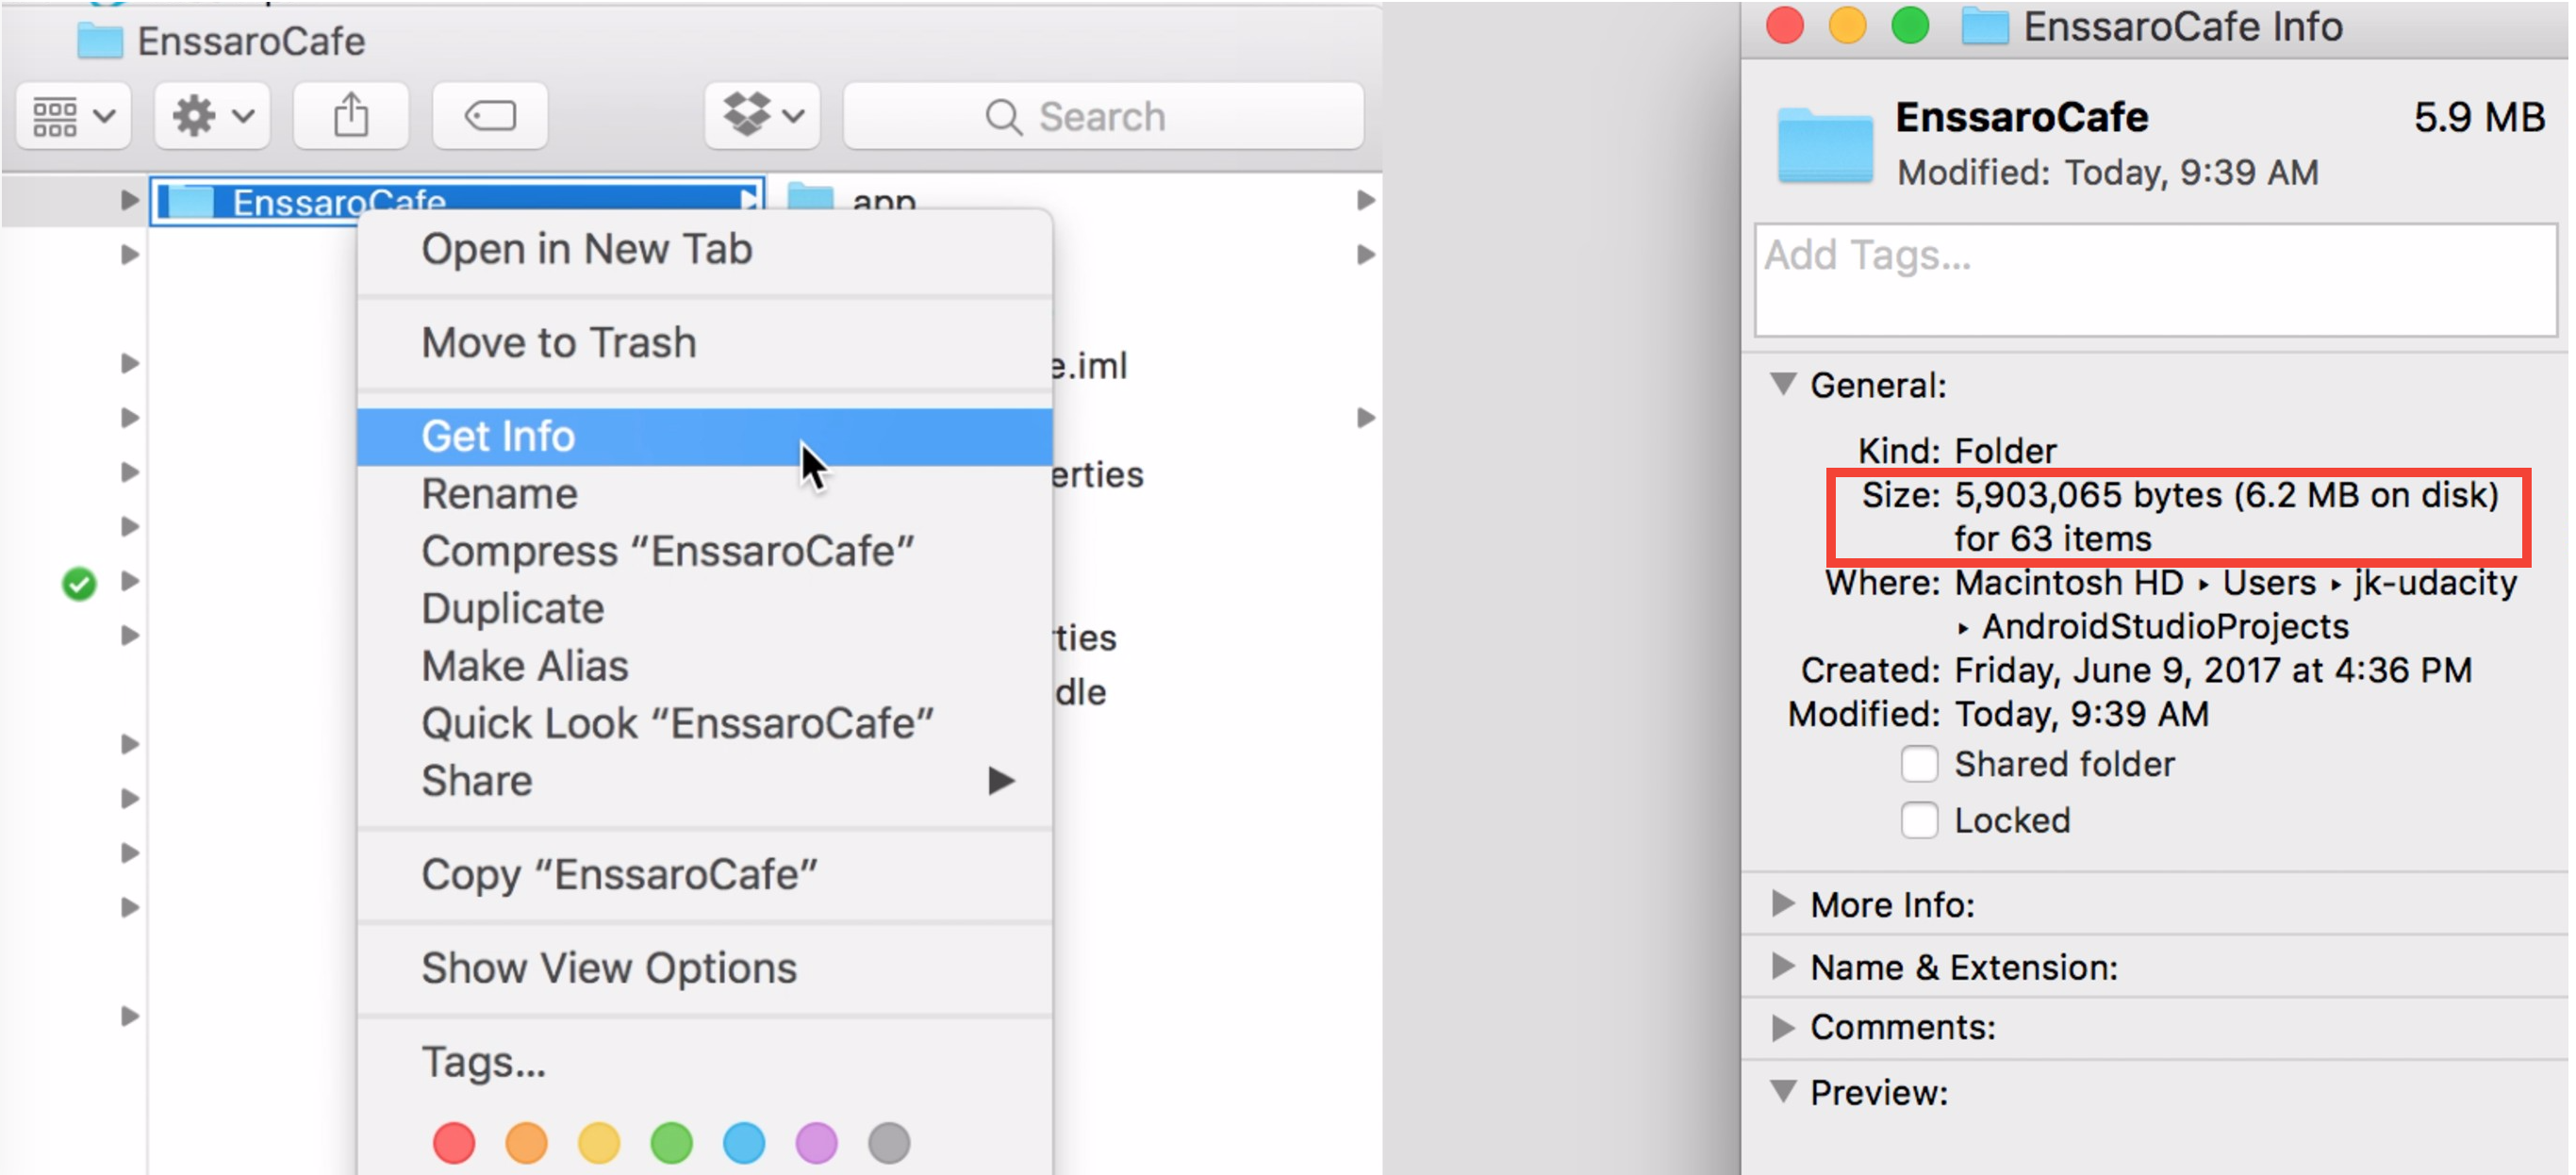 EnssaroCafe
Search
EnssaroCafe
app
Open in New Tab
Move to Trash
e.iml
Get Info
erties
Rename
Compress “EnssaroCafe”
Duplicate
rties
Make Alias
dle
Quick Look “EnssaroCafe”
Share
Copy “EnssaroCafe”
Show View Options
Tags...
EnssaroCafe Info
EnssaroCafe 5.9 MB
Modified: Today, 9:39 AM
Add Tags...
General:
Kind: Folder
Size: 5,903,065 bytes (6.2 MB on disk)
for 63 items
Where: Macintosh HD ▸ Users ▸ jk-udacity
▸ AndroidStudioProjects
Created: Friday, June 9, 2017 at 4:36 PM
Modified: Today, 9:39 AM
Shared folder
Locked
More Info:
Name & Extension:
Comments:
Preview: